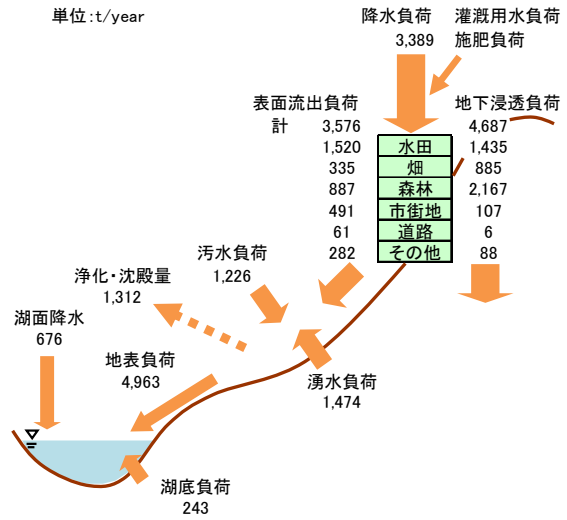 単位:t/year
降水負荷
3,389
灌漑用水負荷
施肥負荷
表面流出負荷
計 3,576
地下浸透負荷
4,687
1,520 水田 1,435
335 畑 885
887 森林 2,167
491 市街地 107
61 道路 6
282 その他 88
汚水負荷
1,226
浄化・沈殿量
1,312
湖面降水
676
地表負荷
4,963
湧水負荷
1,474
湖底負荷
243